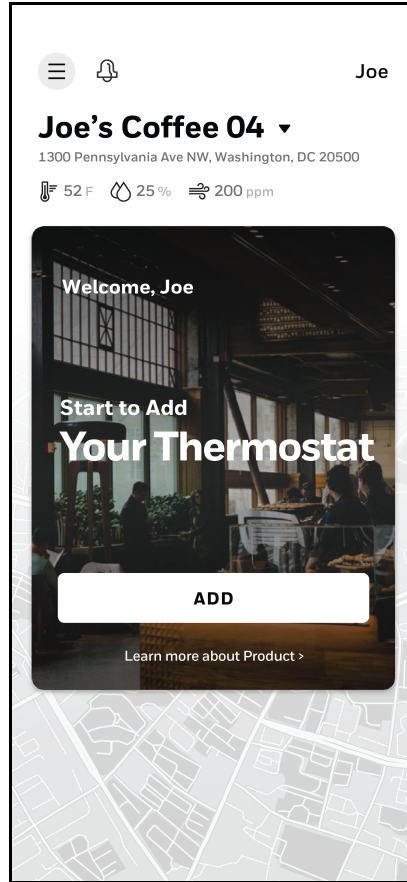 Joe
Joe’s Coffee 04
1300 Pennsylvania Ave NW, Washington, DC 20500
52 F 25 % 200 ppm
Welcome, Joe
Start to Add
Your Thermostat
ADD
Learn more about Product >